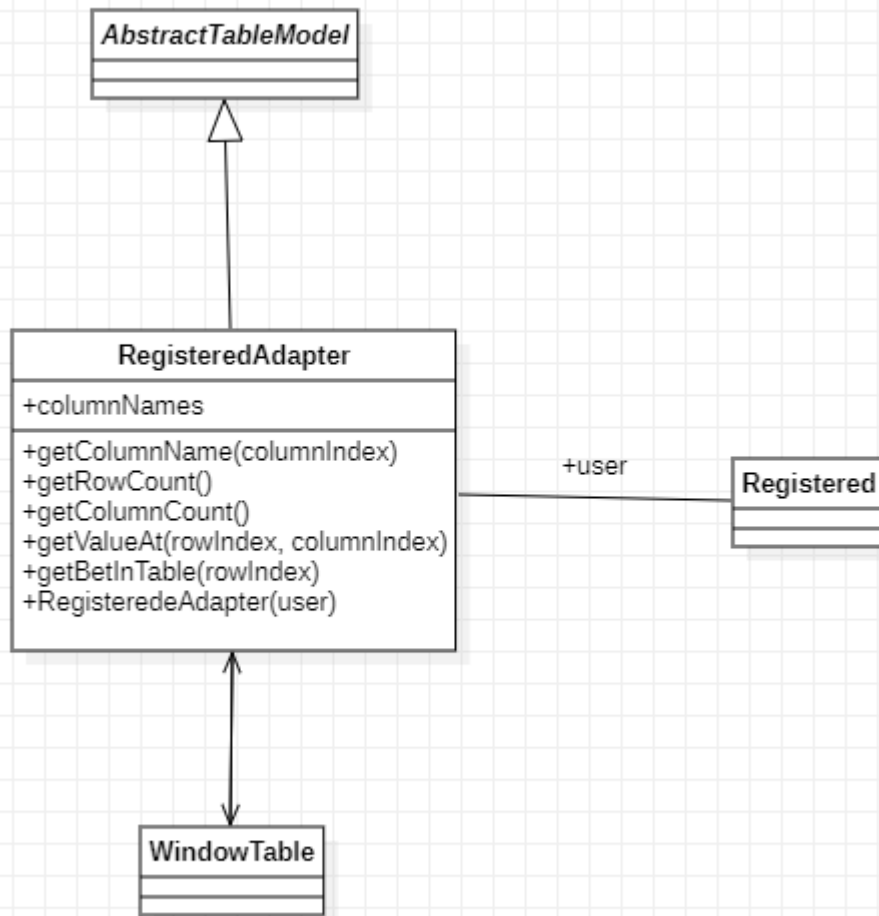 AbstractTableModel
RegisteredAdapter
+columnNames
+getColumnName(columnIndex)
+getRowCount()
+getColumnCount()
+getValueAt(rowIndex, columnIndex)
+getBetInTable(rowIndex)
+RegisteredeAdapter(user)
+user
Registered
WindowTable